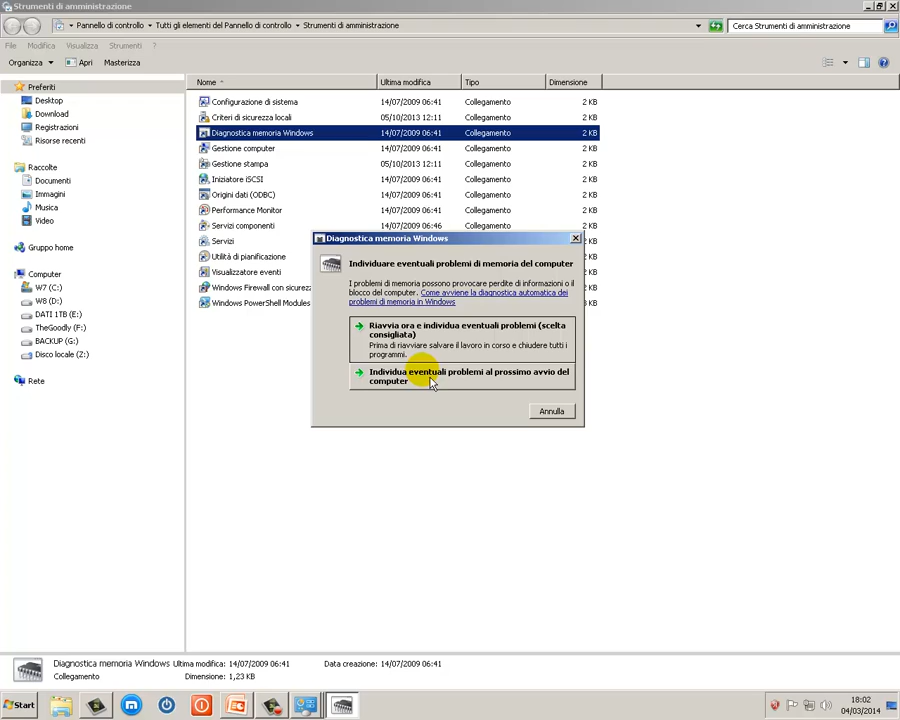 Strumenti di amministrazione
Pannello di controllo
Tutti gli elementi del Pannello di controllo
Strumenti di amministrazione
Cerca Strumenti di amministrazione
File Modifica Visualizza Strumenti ?
Organizza Apri Masterizza
Nome Ultima modifica Tipo Dimensione
Preferiti
Desktop
Download
Registrazioni
Risorse recenti
Raccolte
Documenti
Immagini
Musica
Video
Gruppo home
Computer
W7 (C:)
W8 (D:)
DATI 1TB (E:)
TheGoodly (F:)
BACKUP (G:)
Disco locale (Z:)
Rete
Configurazione di sistema 14/07/2009 06:41 Collegamento 2 KB
Criteri di sicurezza locali 05/10/2013 12:11 Collegamento 2 KB
Diagnostica memoria Windows 14/07/2009 06:41 Collegamento 2 KB
Gestione computer 14/07/2009 06:41 Collegamento 2 KB
Gestione stampa 05/10/2013 12:11 Collegamento 2 KB
Iniziatore iSCSI 14/07/2009 06:41 Collegamento 2 KB
Origini dati (ODBC) 14/07/2009 06:41 Collegamento 2 KB
Performance Monitor 14/07/2009 06:41 Collegamento 2 KB
Servizi componenti 14/07/2009 06:46 Collegamento 2 KB
Servizi 2 KB
Utilità di pianificazione 2 KB
Visualizzatore eventi 2 KB
Windows Firewall con sicurezz 2 KB
Windows PowerShell Modules 2 KB
Diagnostica memoria Windows
Individuare eventuali problemi di memoria del computer
I problemi di memoria possono provocare perdite di informazioni o il
blocco del computer. Come avviene la diagnostica automatica dei
problemi di memoria in Windows
Riavvia ora e individua eventuali problemi (scelta
consigliata)
Prima di riavviare salvare il lavoro in corso e chiudere tutti i
programmi.
Individua eventuali problemi al prossimo avvio del
computer
Annulla
Diagnostica memoria Windows Ultima modifica: 14/07/2009 06:41 Data creazione: 14/07/2009 06:41
Collegamento Dimensione: 1,23 KB
Start
18:02
04/03/2014